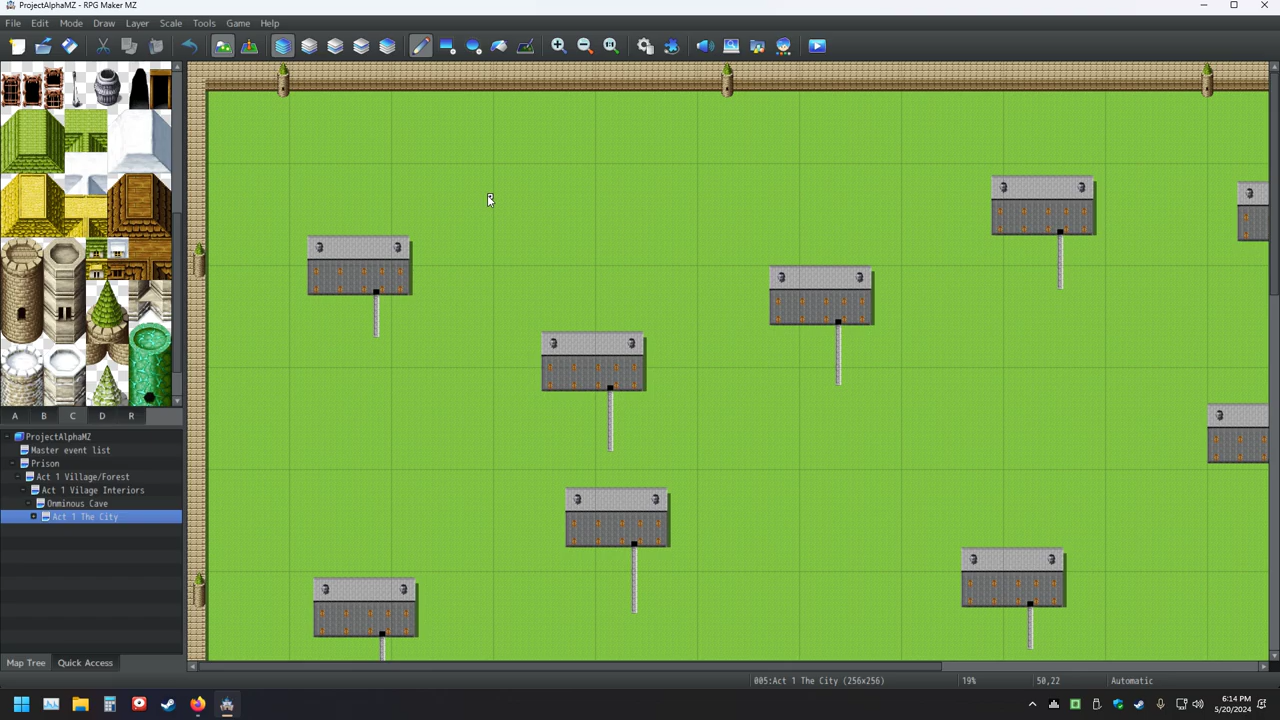 ProjectAlphaMZ - RPG Maker MZ
File Edit Mode Draw Layer Scale Tools Game Help
A B C D R
ProjectAlphaMZ
Master event list
Prison
Act 1 Village/Forest
Act 1 Vilage Interiors
Onminous Cave
Act 1 The City
Map Tree Quick Access
005:Act 1 The City (256x256) 19% 50,22 Automatic
6:14 PM
5/20/2024